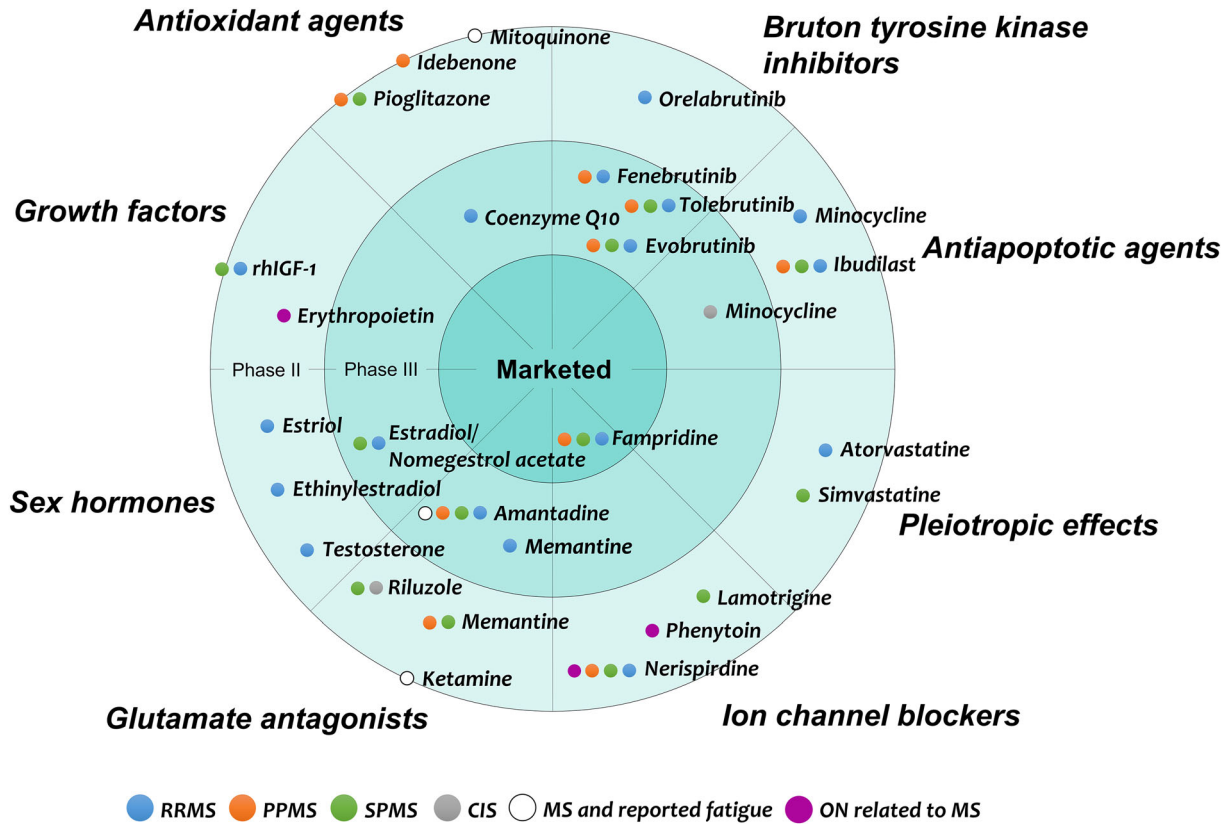 Antioxidant agents
Bruton tyrosine kinase
inhibitors
Mitoquinone
Idebenone
Pioglitazone
Orelabrutinib
Growth factors
Fenebrutinib
Tolebrutinib
Coenzyme Q10
Evobrutinib
Minocycline
Antiapoptotic agents
Ibudilast
rhIGF-1
Erythropoietin
Minocycline
Phase II
Phase III
Marketed
Estriol
Estradiol/
Nomegestrol acetate
Fampridine
Atorvastatine
Sex hormones
Ethinylestradiol
Simvastatine
Pleiotropic effects
Amantadine
Testosterone
Memantine
Riluzole
Lamotrigine
Memantine
Phenytoin
Ketamine
Nerispirdine
Glutamate antagonists
Ion channel blockers
RRMS
PPMS
SPMS
CIS
MS and reported fatigue
ON related to MS